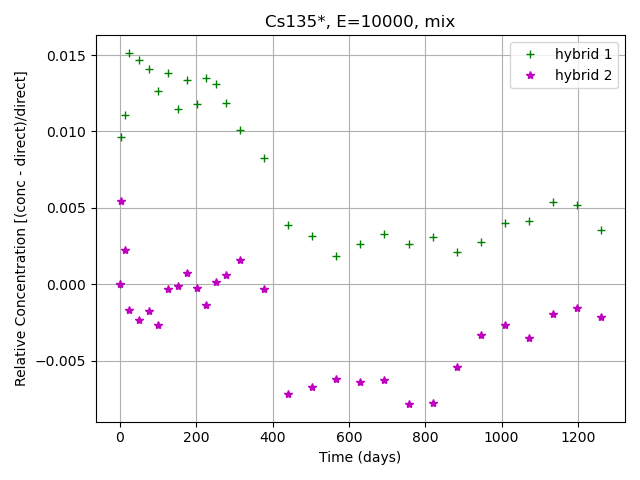 Cs135*, E=10000, mix
hybrid 1
hybrid 2
Relative Concentration [(conc - direct)/direct]
0.015
0.010
0.005
0.000
−0.005
0
200
400
600
800
1000
1200
Time (days)